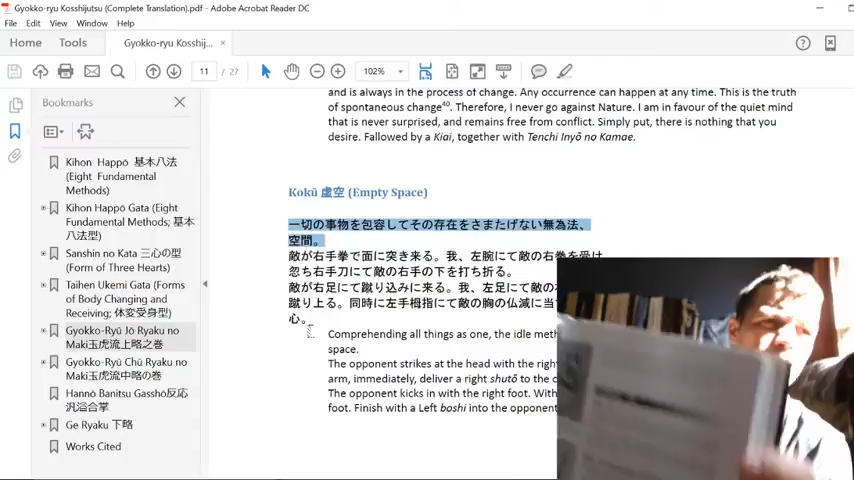 Gyokko-ryu Kosshijutsu (Complete Translation).pdf - Adobe Acrobat Reader DC
File Edit View Window Help
Home Tools Gyokko-ryu Kosshij... ×
11 / 27 102%
Bookmarks
Kihon Happō 基本八法
(Eight Fundamental
Methods)
Kihon Happō Gata (Eight
Fundamental Methods; 基本
八法型)
Sanshin no Kata 三心の型
(Form of Three Hearts)
Taihen Ukemi Gata (Forms
of Body Changing and
Receiving; 体変受身型)
Gyokko-Ryū Jō Ryaku no
Maki玉虎流上略之巻
Gyokko-Ryū Chū Ryaku no
Maki玉虎流中略の巻
Hannō Banitsu Gasshō反応
汎溢合掌
Ge Ryaku 下略
Works Cited
and is always in the process of change. Any occurrence can happen at any time. This is the truth
of spontaneous change40. Therefore, I never go against Nature. I am in favour of the quiet mind
that is never surprised, and remains free from conflict. Simply put, there is nothing that you
desire. Fallowed by a Kiai, together with Tenchi Inyō no Kamae.
Kokū 虚空 (Empty Space)
一切の事物を包容してその存在をさまたげない無為法、
空間。
敵が右手拳で面に突き来る。我、左腕にて敵の右拳を受け
忽ち右手刀にて敵の右手の下を打ち折る。
敵が右足にて蹴り込みに来る。我、左足にて敵の
蹴り上る。同時に左手拇指にて敵の胸の仏滅に当
心。
Comprehending all things as one, the idle meth
space.
The opponent strikes at the head with the right
arm, immediately, deliver a right shutō to the
The opponent kicks in with the right foot. With
foot. Finish with a Left boshi into the opponent